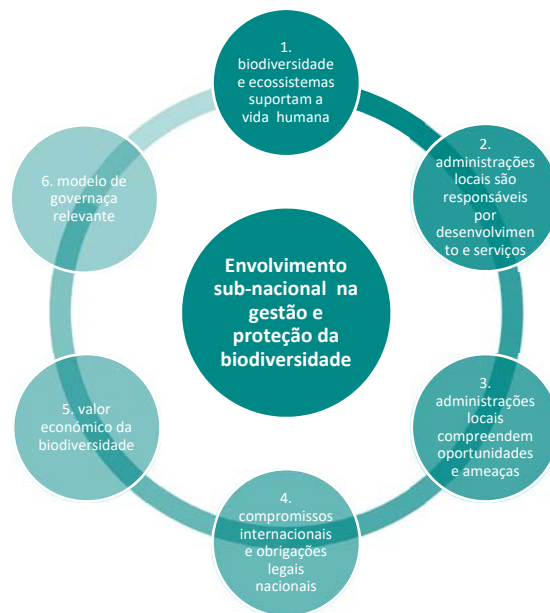 1.
biodiversidade
e ecossistemas
suportam a
vida humana
2.
administrações
locais são
responsáveis
por
desenvolvimen
to e serviços
3.
administrações
locais
compreendem
oportunidades
e ameaças
4.
compromissos
internacionais
e obrigações
legais
nacionais
5. valor
económico da
biodiversidade
6. modelo de
governaça
relevante
Envolvimento
sub-nacional na
gestão e
proteção da
biodiversidade